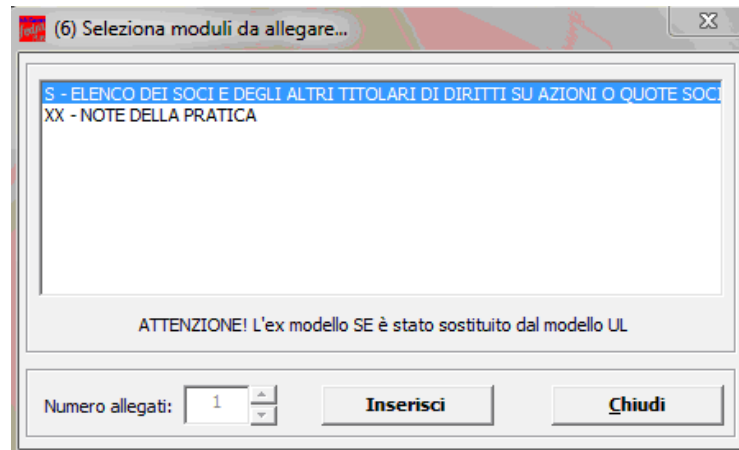 (6) Seleziona moduli da allegare...
S - ELENCO DEI SOCI E DEGLI ALTRI TITOLARI DI DIRITTI SU AZIONI O QUOTE SOCI
XX - NOTE DELLA PRATICA
ATTENZIONE! L'ex modello SE è stato sostituito dal modello UL
Numero allegati: 1 Inserisci Chiudi